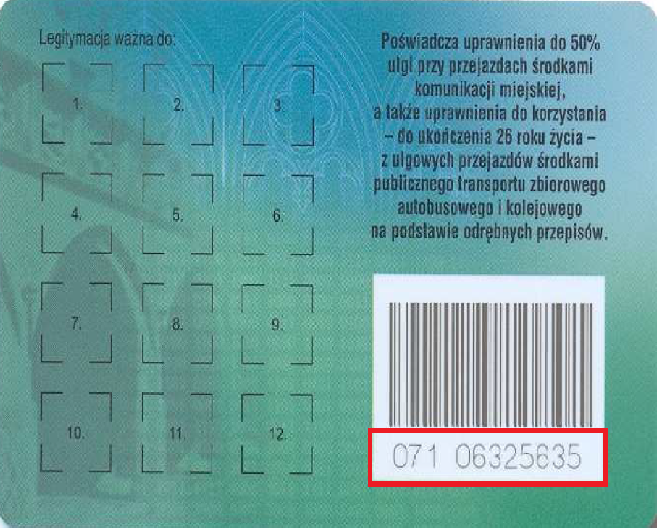 Legitymacja ważna do:
1.
2.
3.
4.
5.
6.
7.
8.
9.
10.
11.
12.
Poświadcza uprawnienia do 50%
ulgi przy przejazdach środkami
komunikacji miejskiej,
a także uprawnienia do korzystania
– do ukończenia 26 roku życia –
z ulgowych przejazdów środkami
publicznego transportu zbiorowego
autobusowego i kolejowego
na podstawie odrębnych przepisów.
071 06325635